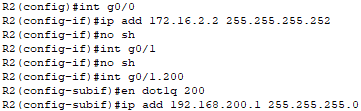 R2(config)#int g0/0
R2(config-if)#ip add 172.16.2.2 255.255.255.252
R2(config-if)#no sh
R2(config-if)#int g0/1
R2(config-if)#no sh
R2(config-if)#int g0/1.200
R2(config-subif)#en dot1q 200
R2(config-subif)#ip add 192.168.200.1 255.255.255.0